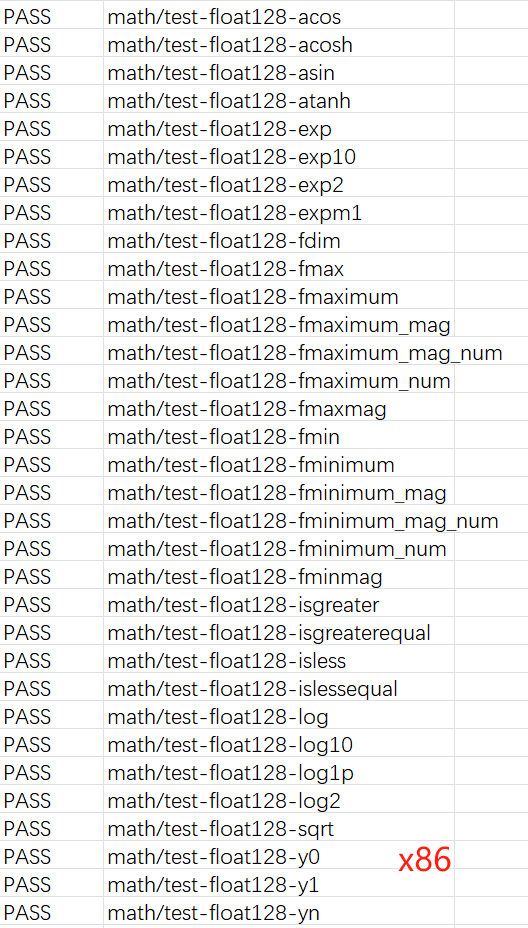 PASS math/test-float128-acos
PASS math/test-float128-acosh
PASS math/test-float128-asin
PASS math/test-float128-atanh
PASS math/test-float128-exp
PASS math/test-float128-exp10
PASS math/test-float128-exp2
PASS math/test-float128-expm1
PASS math/test-float128-fdim
PASS math/test-float128-fmax
PASS math/test-float128-fmaximum
PASS math/test-float128-fmaximum_mag
PASS math/test-float128-fmaximum_mag_num
PASS math/test-float128-fmaximum_num
PASS math/test-float128-fmaxmag
PASS math/test-float128-fmin
PASS math/test-float128-fminimum
PASS math/test-float128-fminimum_mag
PASS math/test-float128-fminimum_mag_num
PASS math/test-float128-fminimum_num
PASS math/test-float128-fminmag
PASS math/test-float128-isgreater
PASS math/test-float128-isgreaterequal
PASS math/test-float128-isless
PASS math/test-float128-islessequal
PASS math/test-float128-log
PASS math/test-float128-log10
PASS math/test-float128-log1p
PASS math/test-float128-log2
PASS math/test-float128-sqrt
PASS math/test-float128-y0 x86
PASS math/test-float128-y1
PASS math/test-float128-yn